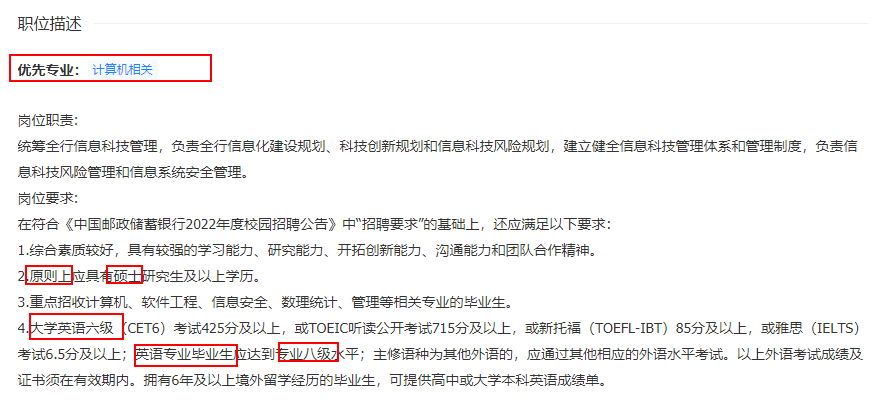 职位描述
优先专业： 计算机相关
岗位职责：
统筹全行信息科技管理，负责全行信息化建设规划、科技创新规划和信息科技风险规划，建立健全信息科技管理体系和管理制度，负责信
息科技风险管理和信息系统安全管理。
岗位要求：
在符合《中国邮政储蓄银行2022年度校园招聘公告》中“招聘要求”的基础上，还应满足以下要求：
1.综合素质较好，具有较强的学习能力、研究能力、开拓创新能力、沟通能力和团队合作精神。
2.原则上应具有硕士研究生及以上学历。
3.重点招收计算机、软件工程、信息安全、数理统计、管理等相关专业的毕业生。
4.大学英语六级（CET6）考试425分及以上，或TOEIC听读公开考试715分及以上，或新托福（TOEFL-IBT）85分及以上，或雅思（IELTS）
考试6.5分及以上；英语专业毕业生应达到专业八级水平；主修语种为其他外语的，应通过其他相应的外语水平考试。以上外语考试成绩及
证书须在有效期内。拥有6年及以上境外留学经历的毕业生，可提供高中或大学本科英语成绩单。